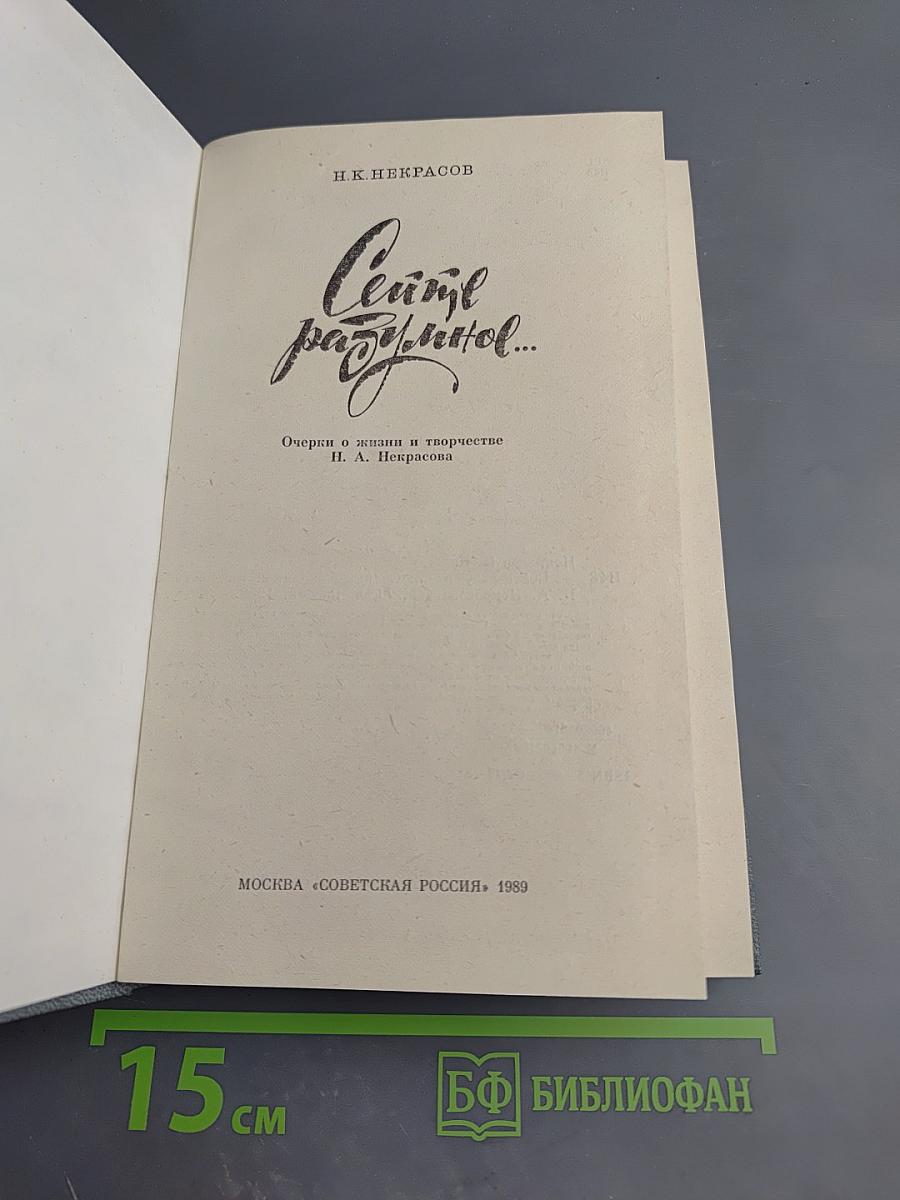 Н.К.НЕКРАСОВ
Сейте
разумное...
Очерки о жизни и творчестве
Н. А. Некрасова
МОСКВА «СОВЕТСКАЯ РОССИЯ» 1989
15 см
БФ БИБЛИОФАН